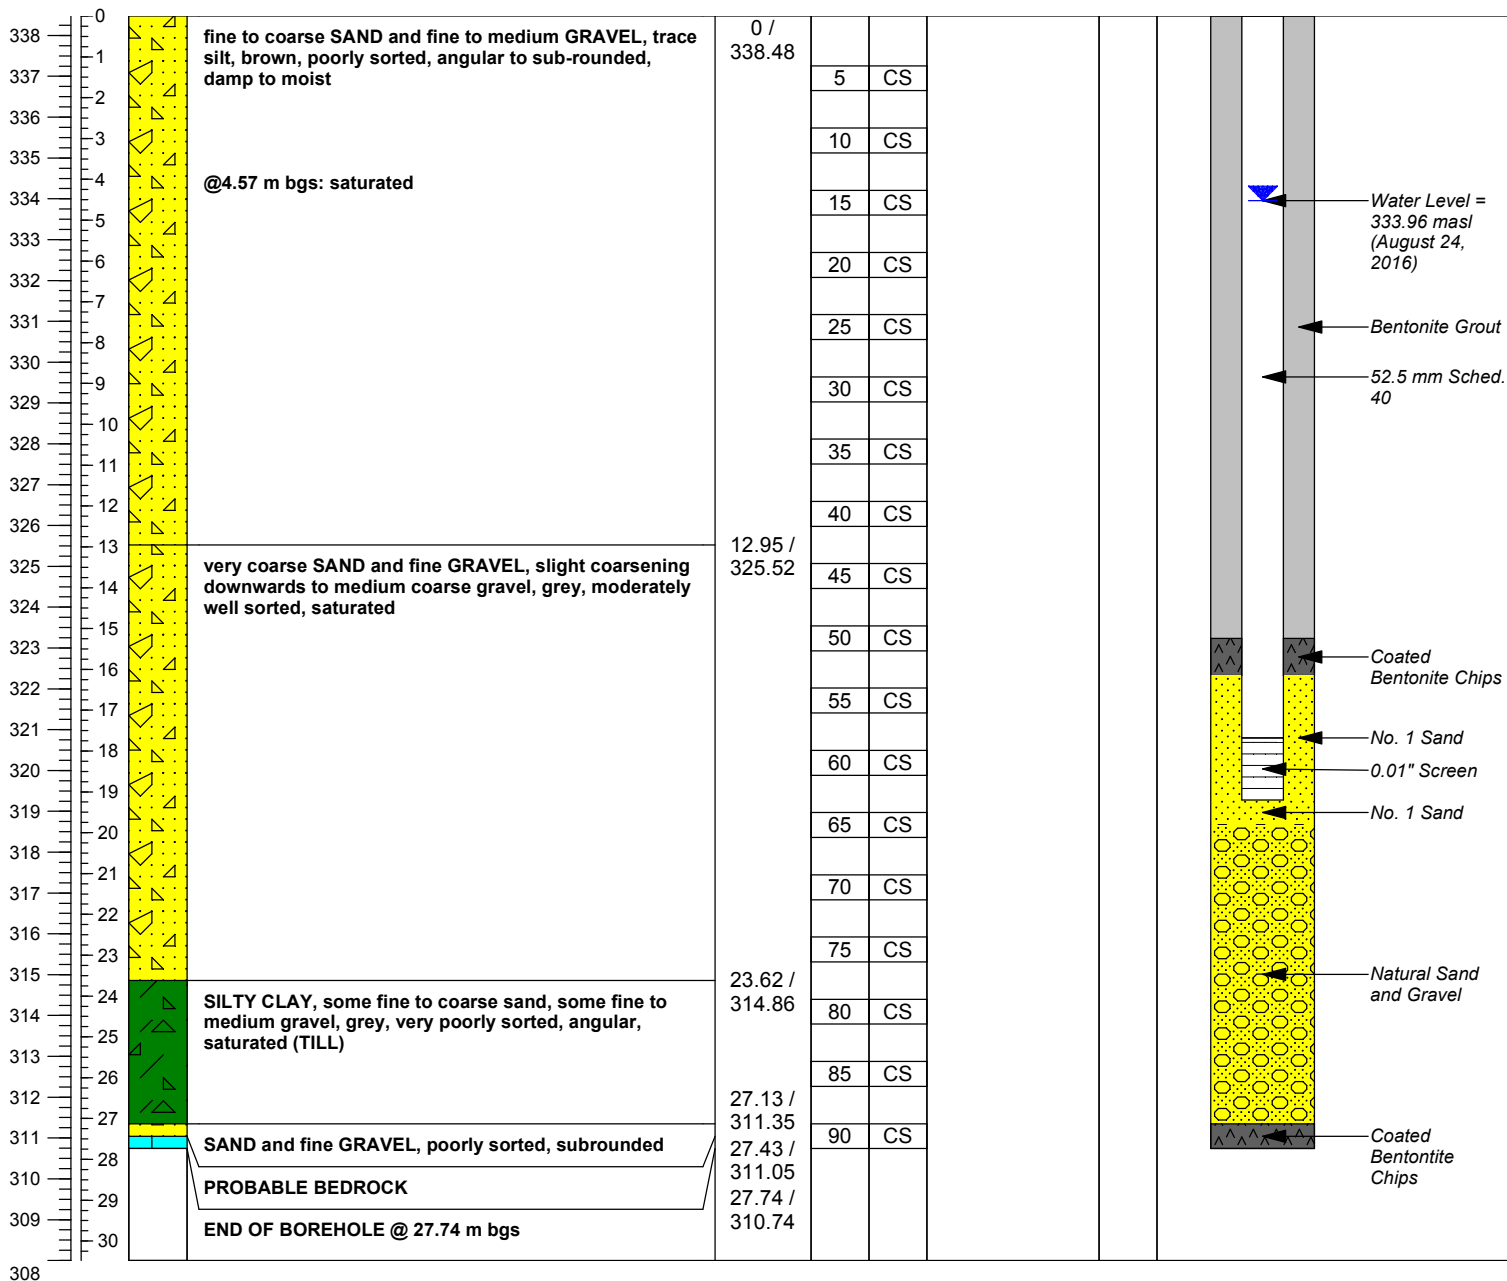 338
337
336
335
334
333
332
331
330
329
328
327
326
325
324
323
322
321
320
319
318
317
316
315
314
313
312
311
310
309
308
0
1
2
3
4
5
6
7
8
9
10
11
12
13
14
15
16
17
18
19
20
21
22
23
24
25
26
27
28
29
30
fine to coarse SAND and fine to medium GRAVEL, trace
silt, brown, poorly sorted, angular to sub-rounded,
damp to moist
@4.57 m bgs: saturated
very coarse SAND and fine GRAVEL, slight coarsening
downwards to medium coarse gravel, grey, moderately
well sorted, saturated
SILTY CLAY, some fine to coarse sand, some fine to
medium gravel, grey, very poorly sorted, angular,
saturated (TILL)
SAND and fine GRAVEL, poorly sorted, subrounded
PROBABLE BEDROCK
END OF BOREHOLE @ 27.74 m bgs
0 /
338.48
12.95 /
325.52
23.62 /
314.86
27.13 /
311.35
27.43 /
311.05
27.74 /
310.74
5 CS
10 CS
15 CS
20 CS
25 CS
30 CS
35 CS
40 CS
45 CS
50 CS
55 CS
60 CS
65 CS
70 CS
75 CS
80 CS
85 CS
90 CS
Water Level =
333.96 masl
(August 24,
2016)
Bentonite Grout
52.5 mm Sched.
40
Coated
Bentonite Chips
No. 1 Sand
0.01" Screen
No. 1 Sand
Natural Sand
and Gravel
Coated
Bentontite
Chips